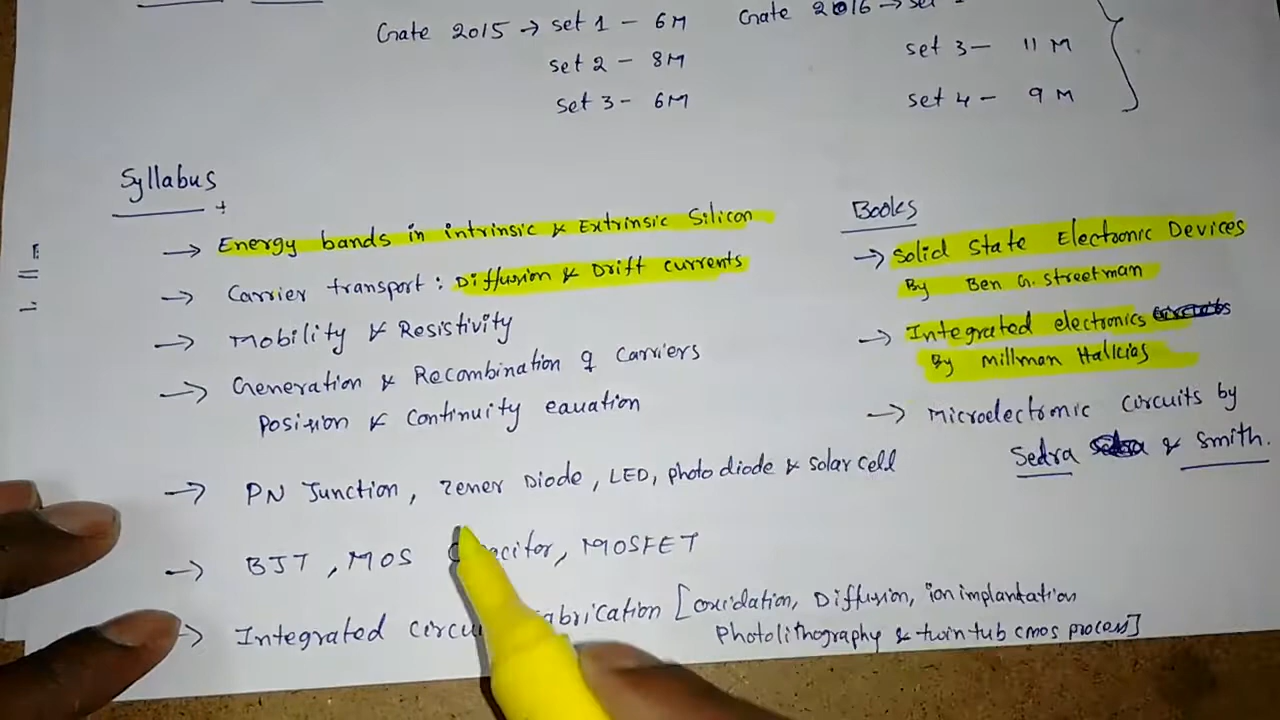 Gate 2015 → set 1 - 6M
set 2 - 8M
set 3 - 6M
Gate 2016 → set
set 3 - 11 M
set 4 - 9 M
Syllabus
→ Energy bands in intrinsic & Extrinsic Silicon
→ Carrier transport : Diffusion & Drift currents
→ Mobility & Resistivity
→ Generation & Recombination of Carriers
Position & Continuity eauation
→ PN Junction, Zener Diode, LED, photo diode & solar cell
→ BJT, MOS Capacitor, MOSFET
→ Integrated circu abrication [oxidation, Diffusion, ion implantation
Photolithography & twin tub cmos process]
Books
→ Solid State Electronic Devices
By Ben G. Streetman
→ Integrated electronics
By Millman Halkias
→ Microelectronic Circuits by
Sedra & Smith.